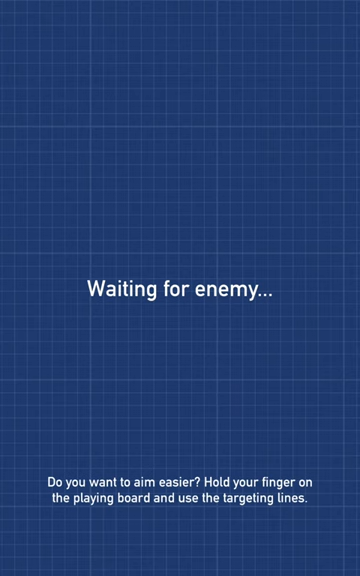 Waiting for enemy...
Do you want to aim easier? Hold your finger on
the playing board and use the targeting lines.